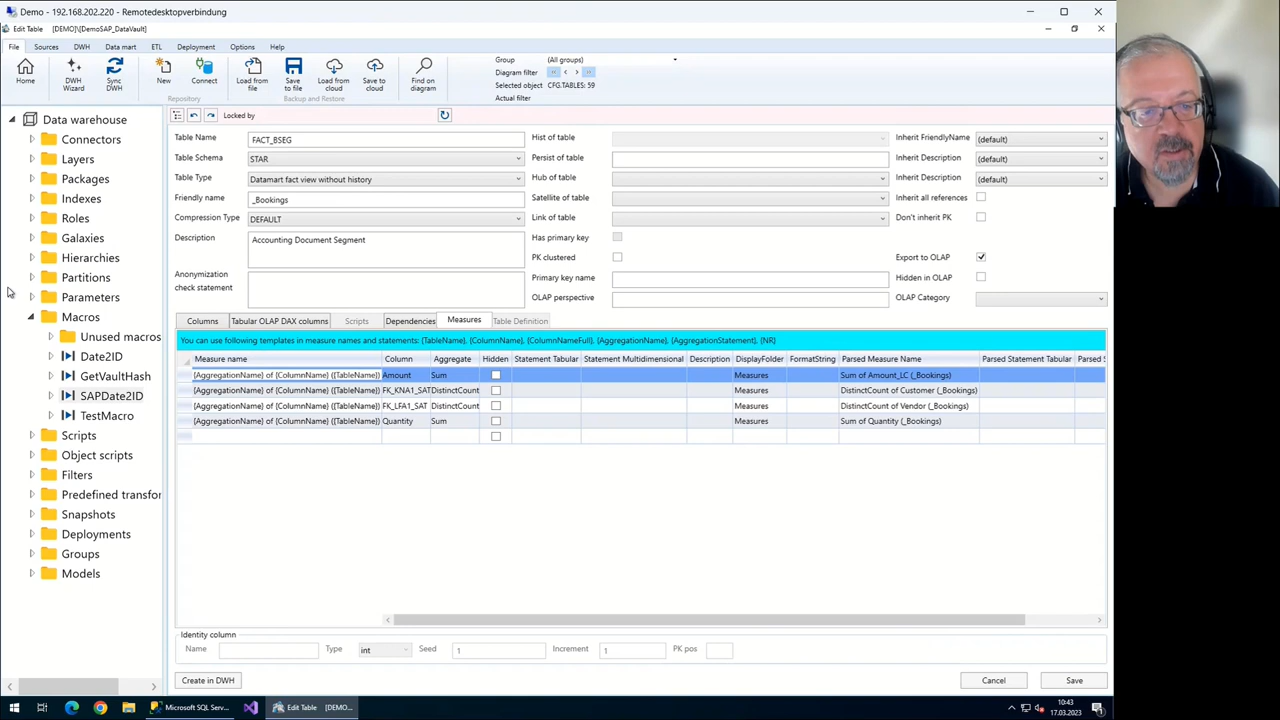 Demo - 192.168.202.220 - Remotedesktopverbindung
Edit Table [DEMO]\[DemoSAP_DataVault]
File Sources DWH Data mart ETL Deployment Options Help
Home
DWH Wizard
Sync DWH
New
Connect
Repository
Load from file
Save to file
Load from cloud
Save to cloud
Backup and Restore
Find on diagram
Group (All groups)
Diagram filter
Selected object CFG.TABLES: 59
Actual filter
Data warehouse
Connectors
Layers
Packages
Indexes
Roles
Galaxies
Hierarchies
Partitions
Parameters
Macros
Unused macros
Date2ID
GetVaultHash
SAPDate2ID
TestMacro
Scripts
Object scripts
Filters
Predefined transfor
Snapshots
Deployments
Groups
Models
Locked by
Table Name FACT_BSEG
Table Schema STAR
Table Type Datamart fact view without history
Friendly name _Bookings
Compression Type DEFAULT
Description Accounting Document Segment
Anonymization check statement
Hist of table
Persist of table
Hub of table
Satellite of table
Link of table
Has primary key
PK clustered
Primary key name
OLAP perspective
Inherit FriendlyName (default)
Inherit Description (default)
Inherit Description (default)
Inherit all references
Don't inherit PK
Export to OLAP
Hidden in OLAP
OLAP Category
Columns Tabular OLAP DAX columns Scripts Dependencies Measures Table Definition
You can use following templates in measure names and statements: {TableName}, {ColumnName}, {ColumnNameFull}, {AggregationName}, {AggregationStatement}, {NR}
Measure name Column Aggregate Hidden Statement Tabular Statement Multidimensional Description DisplayFolder FormatString Parsed Measure Name Parsed Statement Tabular Parsed S
{AggregationName} of {ColumnName} ({TableName}) Amount Sum Measures Sum of Amount_LC (_Bookings)
{AggregationName} of {ColumnName} ({TableName}) FK_KNA1_SAT DistinctCount Measures DistinctCount of Customer (_Bookings)
{AggregationName} of {ColumnName} ({TableName}) FK_LFA1_SAT DistinctCount Measures DistinctCount of Vendor (_Bookings)
{AggregationName} of {ColumnName} ({TableName}) Quantity Sum Measures Sum of Quantity (_Bookings)
Identity column
Name Type int Seed 1 Increment 1 PK pos
Create in DWH Cancel Save
Microsoft SQL Serv... Edit Table [DEMO... 10:43
17.03.2023